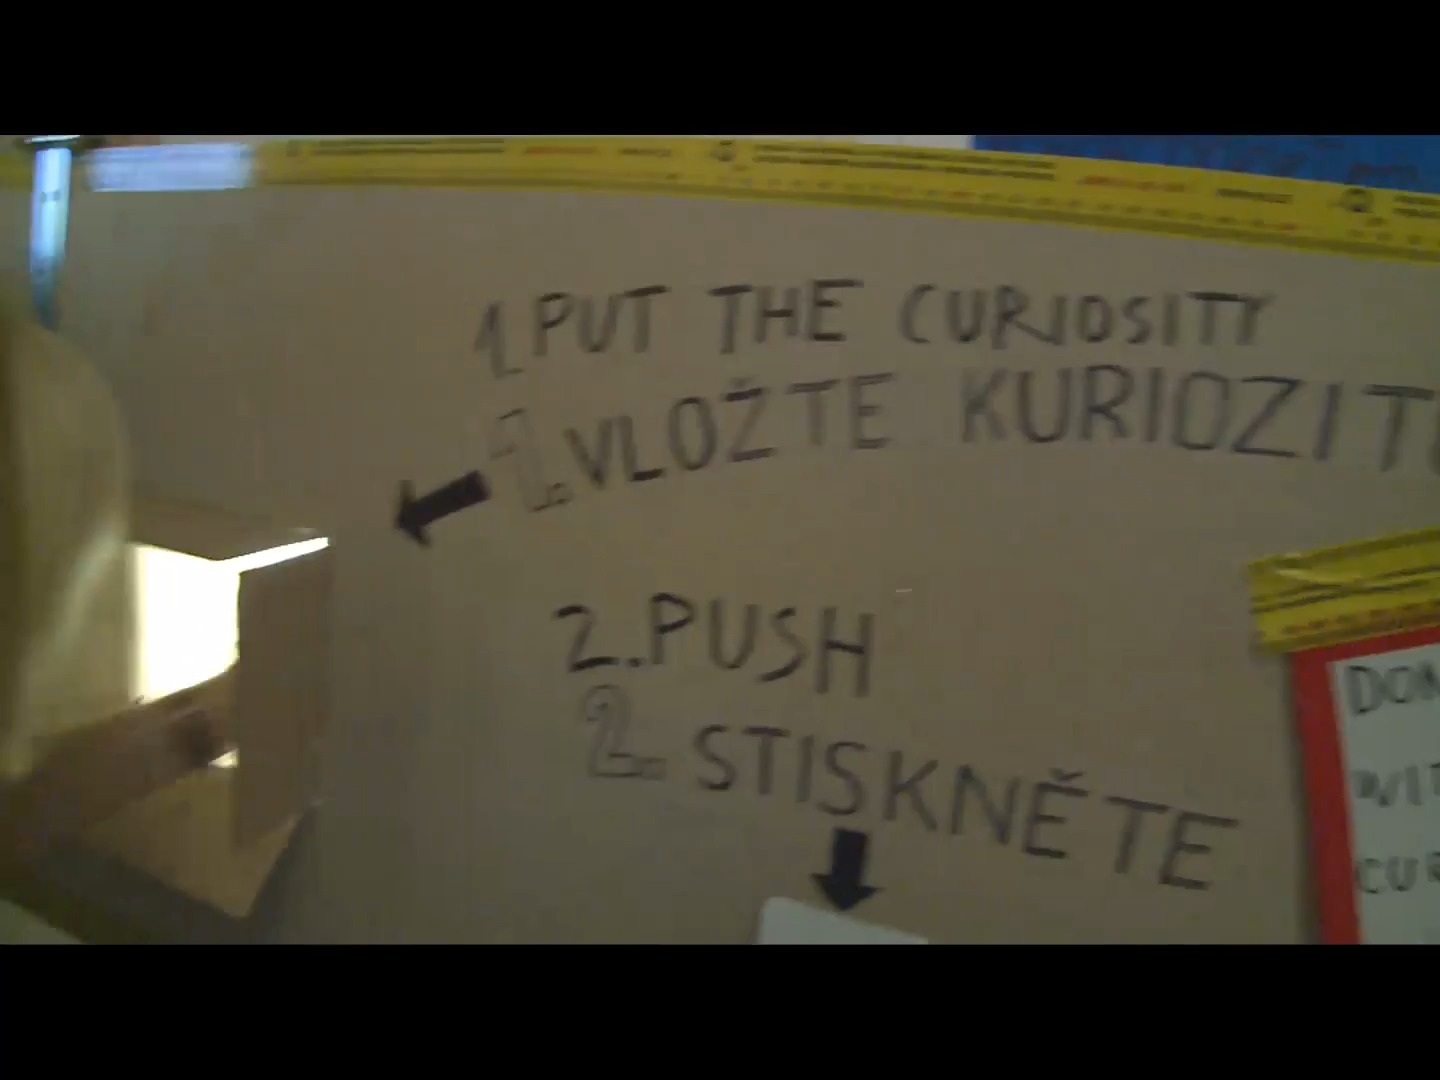 1. PUT THE CURIOSITY
1. VLOŽTE KURIOZIT
2. PUSH
2. STISKNĚTE